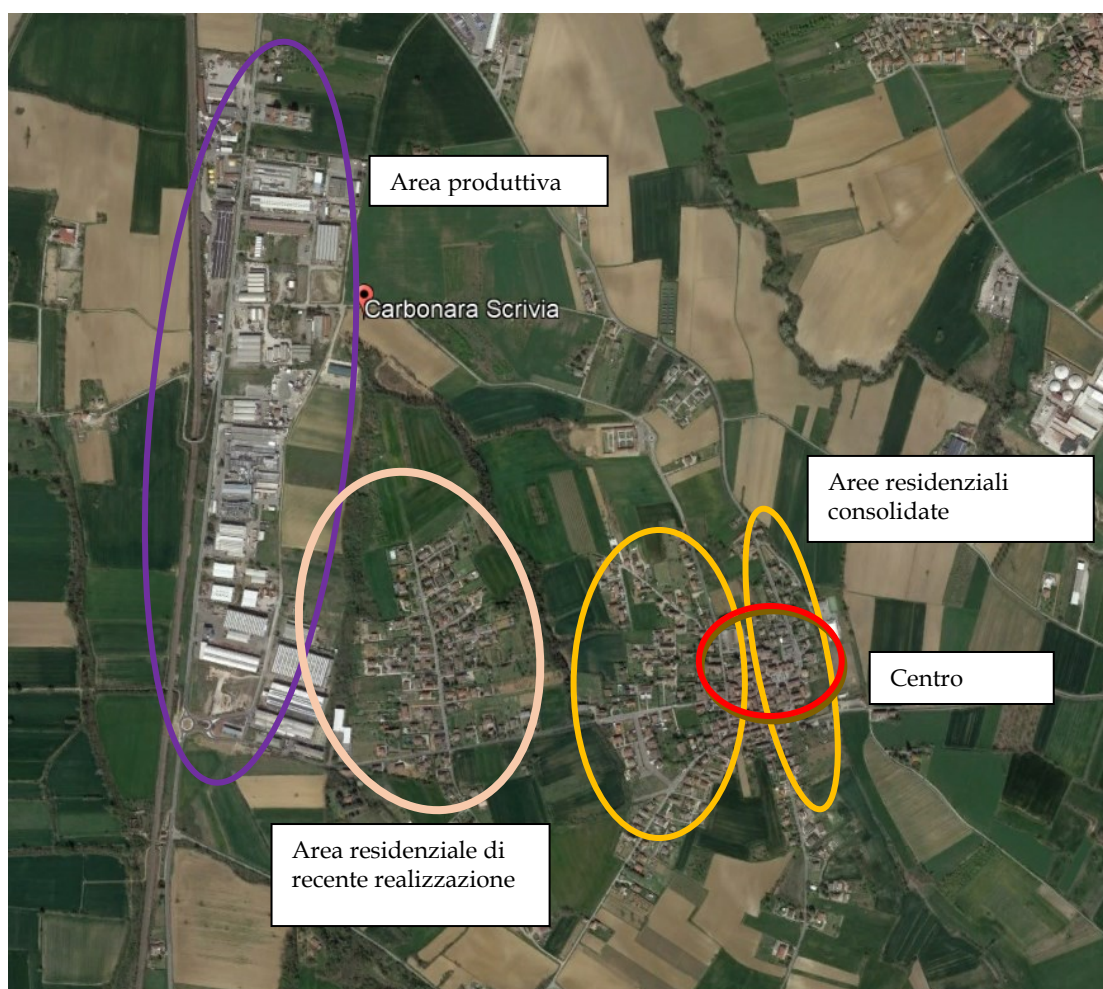 Area produttiva
Carbonara Scrivia
Aree residenziali
consolidate
Centro
Area residenziale di
recente realizzazione